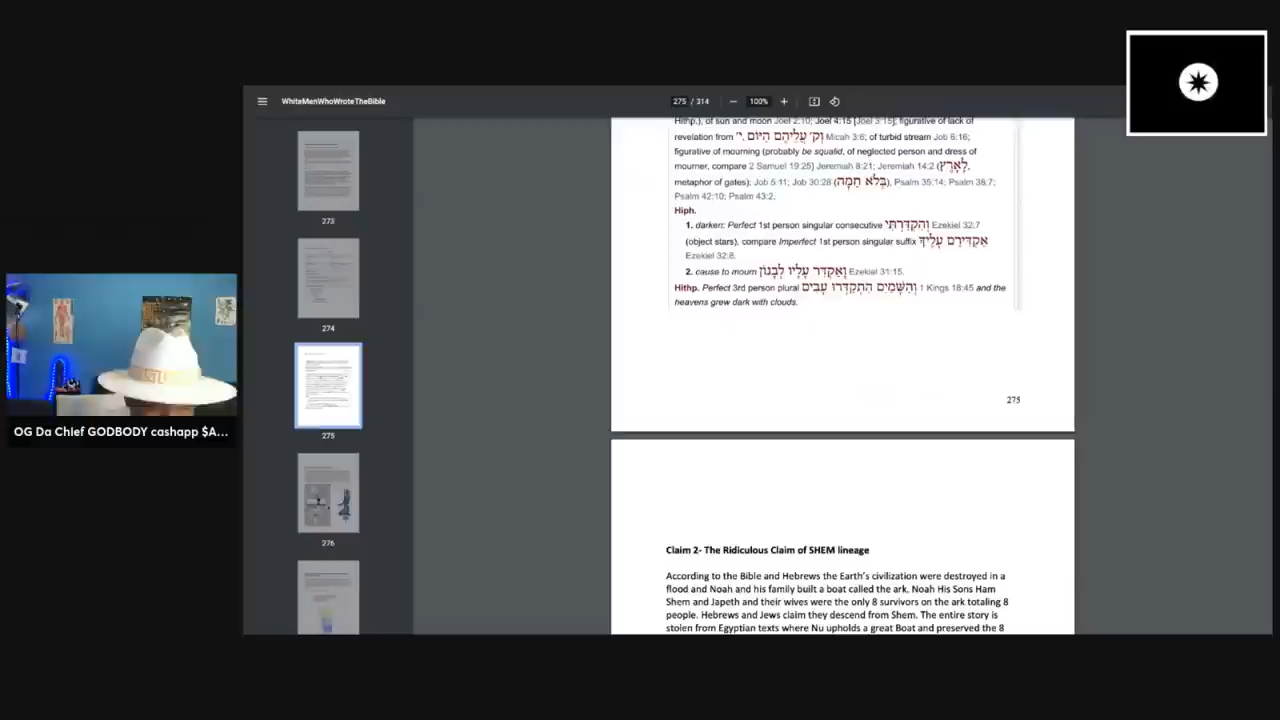 WhiteMenWhoWroteTheBible
275 / 314
100%
Hithp.), of sun and moon Joel 2:10; Joel 4:15 [Joel 3:15]; figurative of lack of
revelation from י׳, וְק׳ עֲלֵיהֶם הַיּוֹם Micah 3:6; of turbid stream Job 6:16;
figurative of mourning (probably be squalid, of neglected person and dress of
mourner, compare 2 Samuel 19:25] Jeremiah 8:21; Jeremiah 14:2 (לָאָרֶץ,
metaphor of gates); Job 5:11; Job 30:28 (בְּלֹא חַמָּה), Psalm 35:14; Psalm 38:7;
Psalm 42:10; Psalm 43:2.
Hiph.
1. darken: Perfect 1st person singular consecutive וְהִקְדַּרְתִּי Ezekiel 32:7
(object stars), compare Imperfect 1st person singular suffix אַקְדִּירֵם עָלֶיךָ
Ezekiel 32:8.
2. cause to mourn וָאַקְדִּר עָלָיו לְבָנוֹן Ezekiel 31:15.
Hithp. Perfect 3rd person plural וְהַשָּׁמַיִם הִתְקַדְּרוּ עָבִים 1 Kings 18:45 and the
heavens grew dark with clouds.
275
Claim 2- The Ridiculous Claim of SHEM lineage
According to the Bible and Hebrews the Earth's civilization were destroyed in a
flood and Noah and his family built a boat called the ark. Noah His Sons Ham
Shem and Japeth and their wives were the only 8 survivors on the ark totaling 8
people. Hebrews and Jews claim they descend from Shem. The entire story is
stolen from Egyptian texts where Nu upholds a great Boat and preserved the 8
273
274
275
276
OG Da Chief GODBODY cashapp $A...